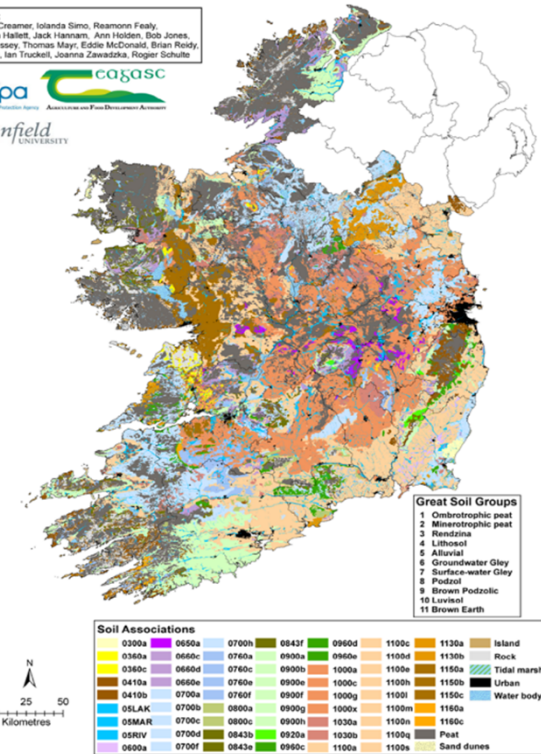 Creamer, Iolanda Simo, Reamonn Fealy,
Hallett, Jack Hannam, Ann Holden, Bob Jones,
ssey, Thomas Mayr, Eddie McDonald, Brian Reidy,
, Ian Truckell, Joanna Zawadzka, Rogier Schulte
pa
Protection Agency
Teagasc
AGRICULTURE AND FOOD DEVELOPMENT AUTHORITY
nfield
UNIVERSITY
Great Soil Groups
1 Ombrotrophic peat
2 Minerotrophic peat
3 Rendzina
4 Lithosol
5 Alluvial
6 Groundwater Gley
7 Surface-water Gley
8 Podzol
9 Brown Podzolic
10 Luvisol
11 Brown Earth
N
25 50
Kilometres
Soil Associations
0300a 0650a 0700h 0843f 0960d 1100c 1130a Island
0360a 0660c 0760a 0900a 0960e 1100d 1130b Rock
0360c 0660d 0760c 0900b 1000a 1100e 1150a Tidal marsh
0410a 0660e 0760e 0900e 1000c 1100h 1150b Water body
0410b 0700a 0760f 0900f 1000g 1100l 1150c
05LAK 0700b 0800a 0900g 1000x 1100m 1160a
05MAR 0700c 0800c 0900h 1030a 1100n 1160c
05RIV 0700d 0843b 0920a 1030b 1100q Peat
0600a 0700f 0843e 0960c 1100a 1110a Sand dunes